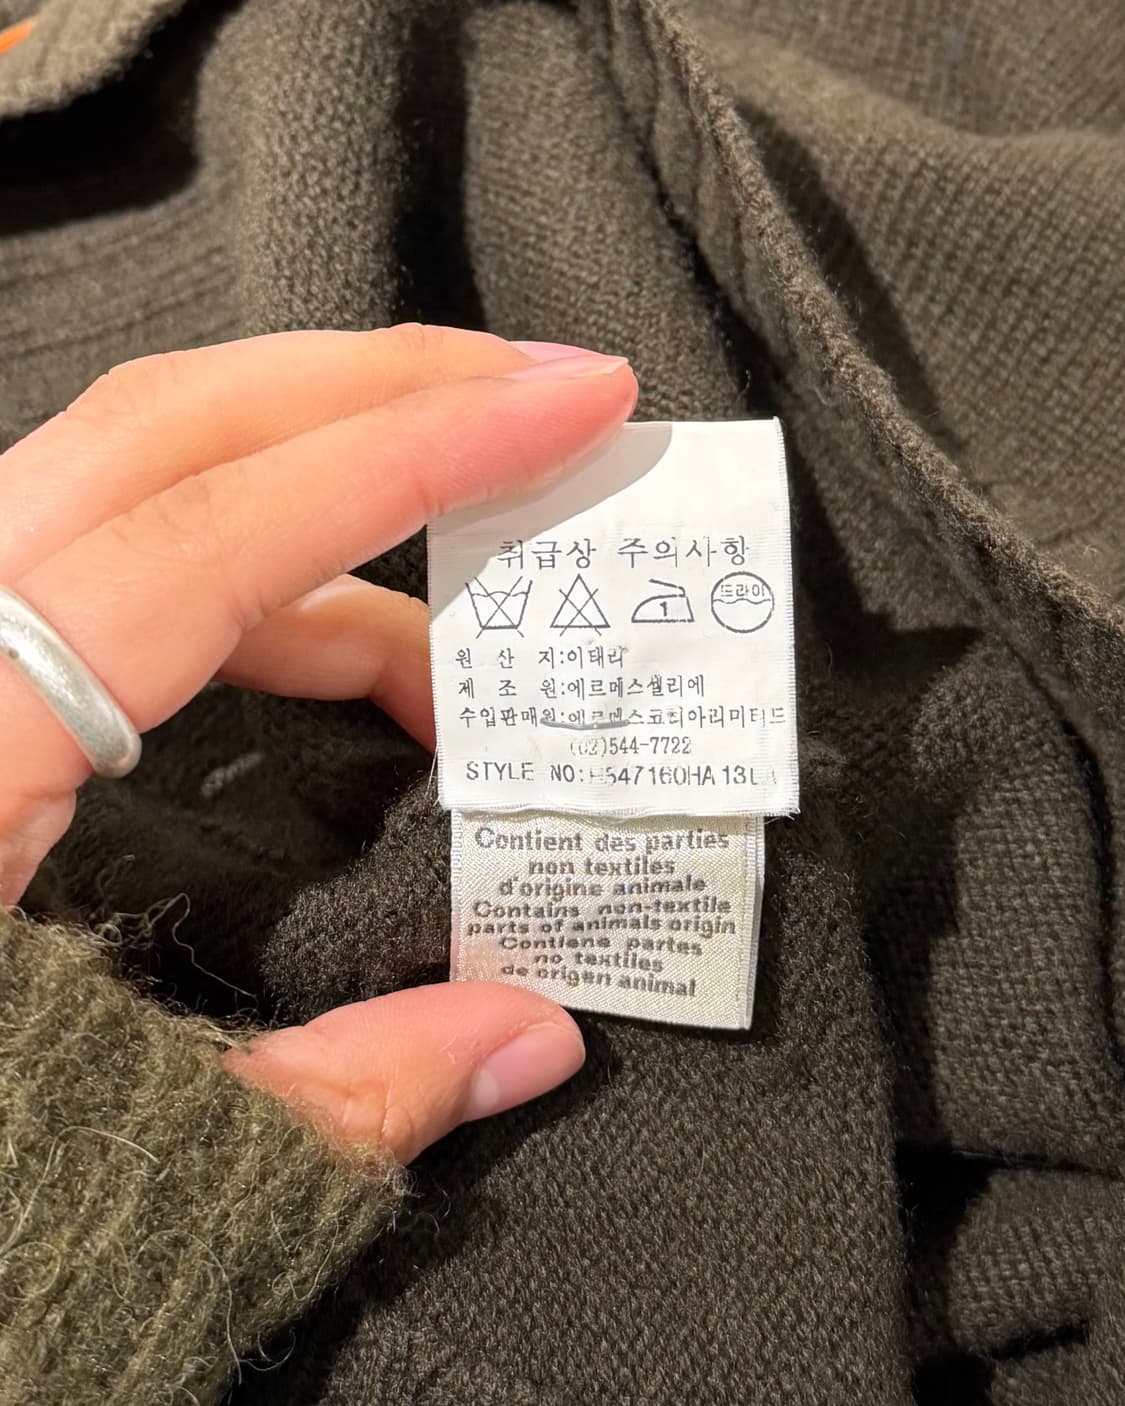 취급상 주의사항
1 드라이
원 산 지:이태리
제 조 원:에르메스셀리에
수입판매원:에르메스코리아리미티드
(02)544-7722
STYLE NO:
Contient des parties
non textiles
d'origine animale
Contains non-textile
parts of animals origin
Contiene partes
no textiles
de origen animal